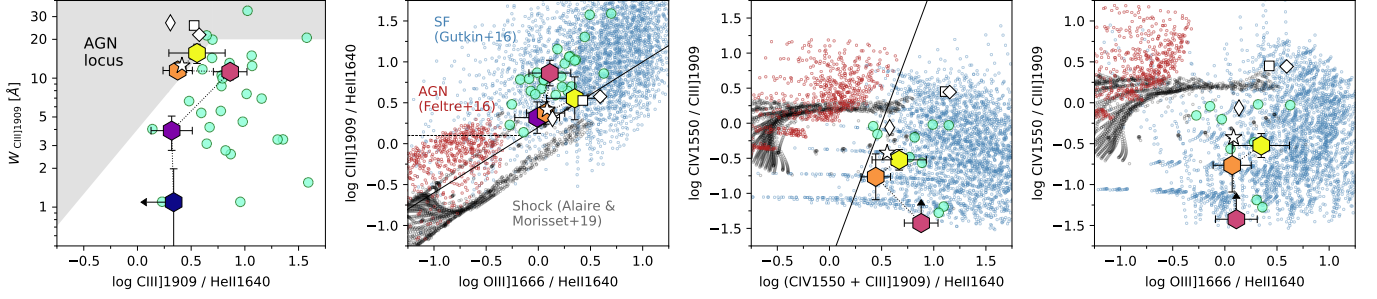 AGN
locus
30
20
10
5
3
2
1
W CIII]1909 [Å]
−0.5 0.0 0.5 1.0 1.5
log CIII]1909 / HeII1640
SF
(Gutkin+16)
AGN
(Feltre+16)
Shock (Alaire &
Morisset+19)
1.5
1.0
0.5
0.0
−0.5
−1.0
log CIII]1909 / HeII1640
−1.0 −0.5 0.0 0.5 1.0
log OIII]1666 / HeII1640
1.0
0.5
0.0
−0.5
−1.0
−1.5
log CIV1550 / CIII]1909
−0.5 0.0 0.5 1.0 1.5
log (CIV1550 + CIII]1909) / HeII1640
1.0
0.5
0.0
−0.5
−1.0
−1.5
log CIV1550 / CIII]1909
−1.0 −0.5 0.0 0.5 1.0
log OIII]1666 / HeII1640